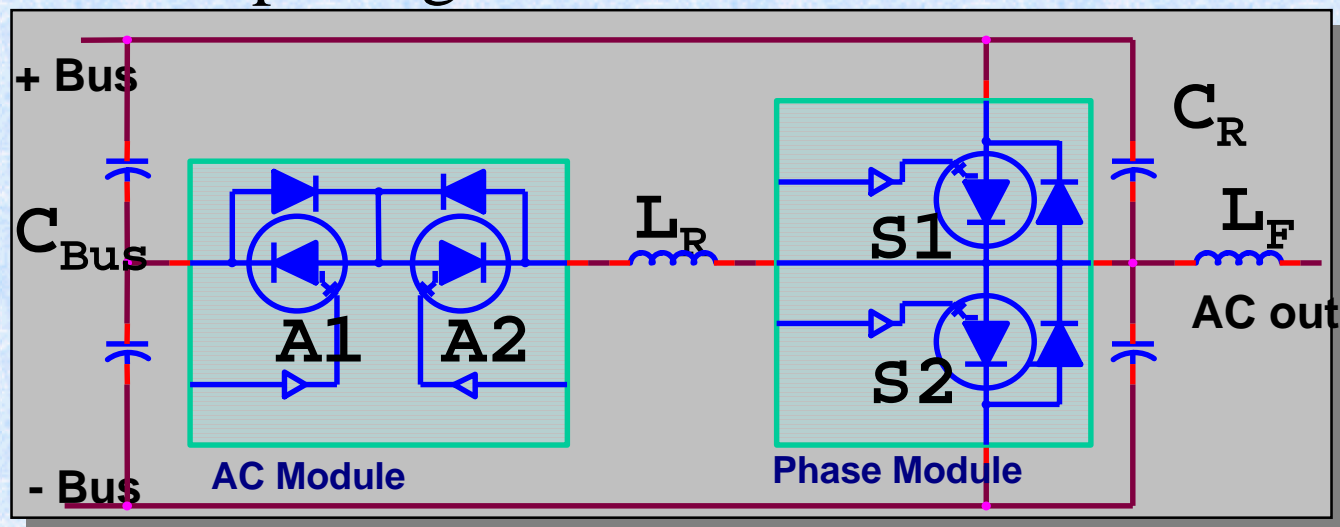 + Bus
C_R
C_Bus
L_R
S1
L_F
AC out
A1 A2
S2
AC Module
Phase Module
- Bus